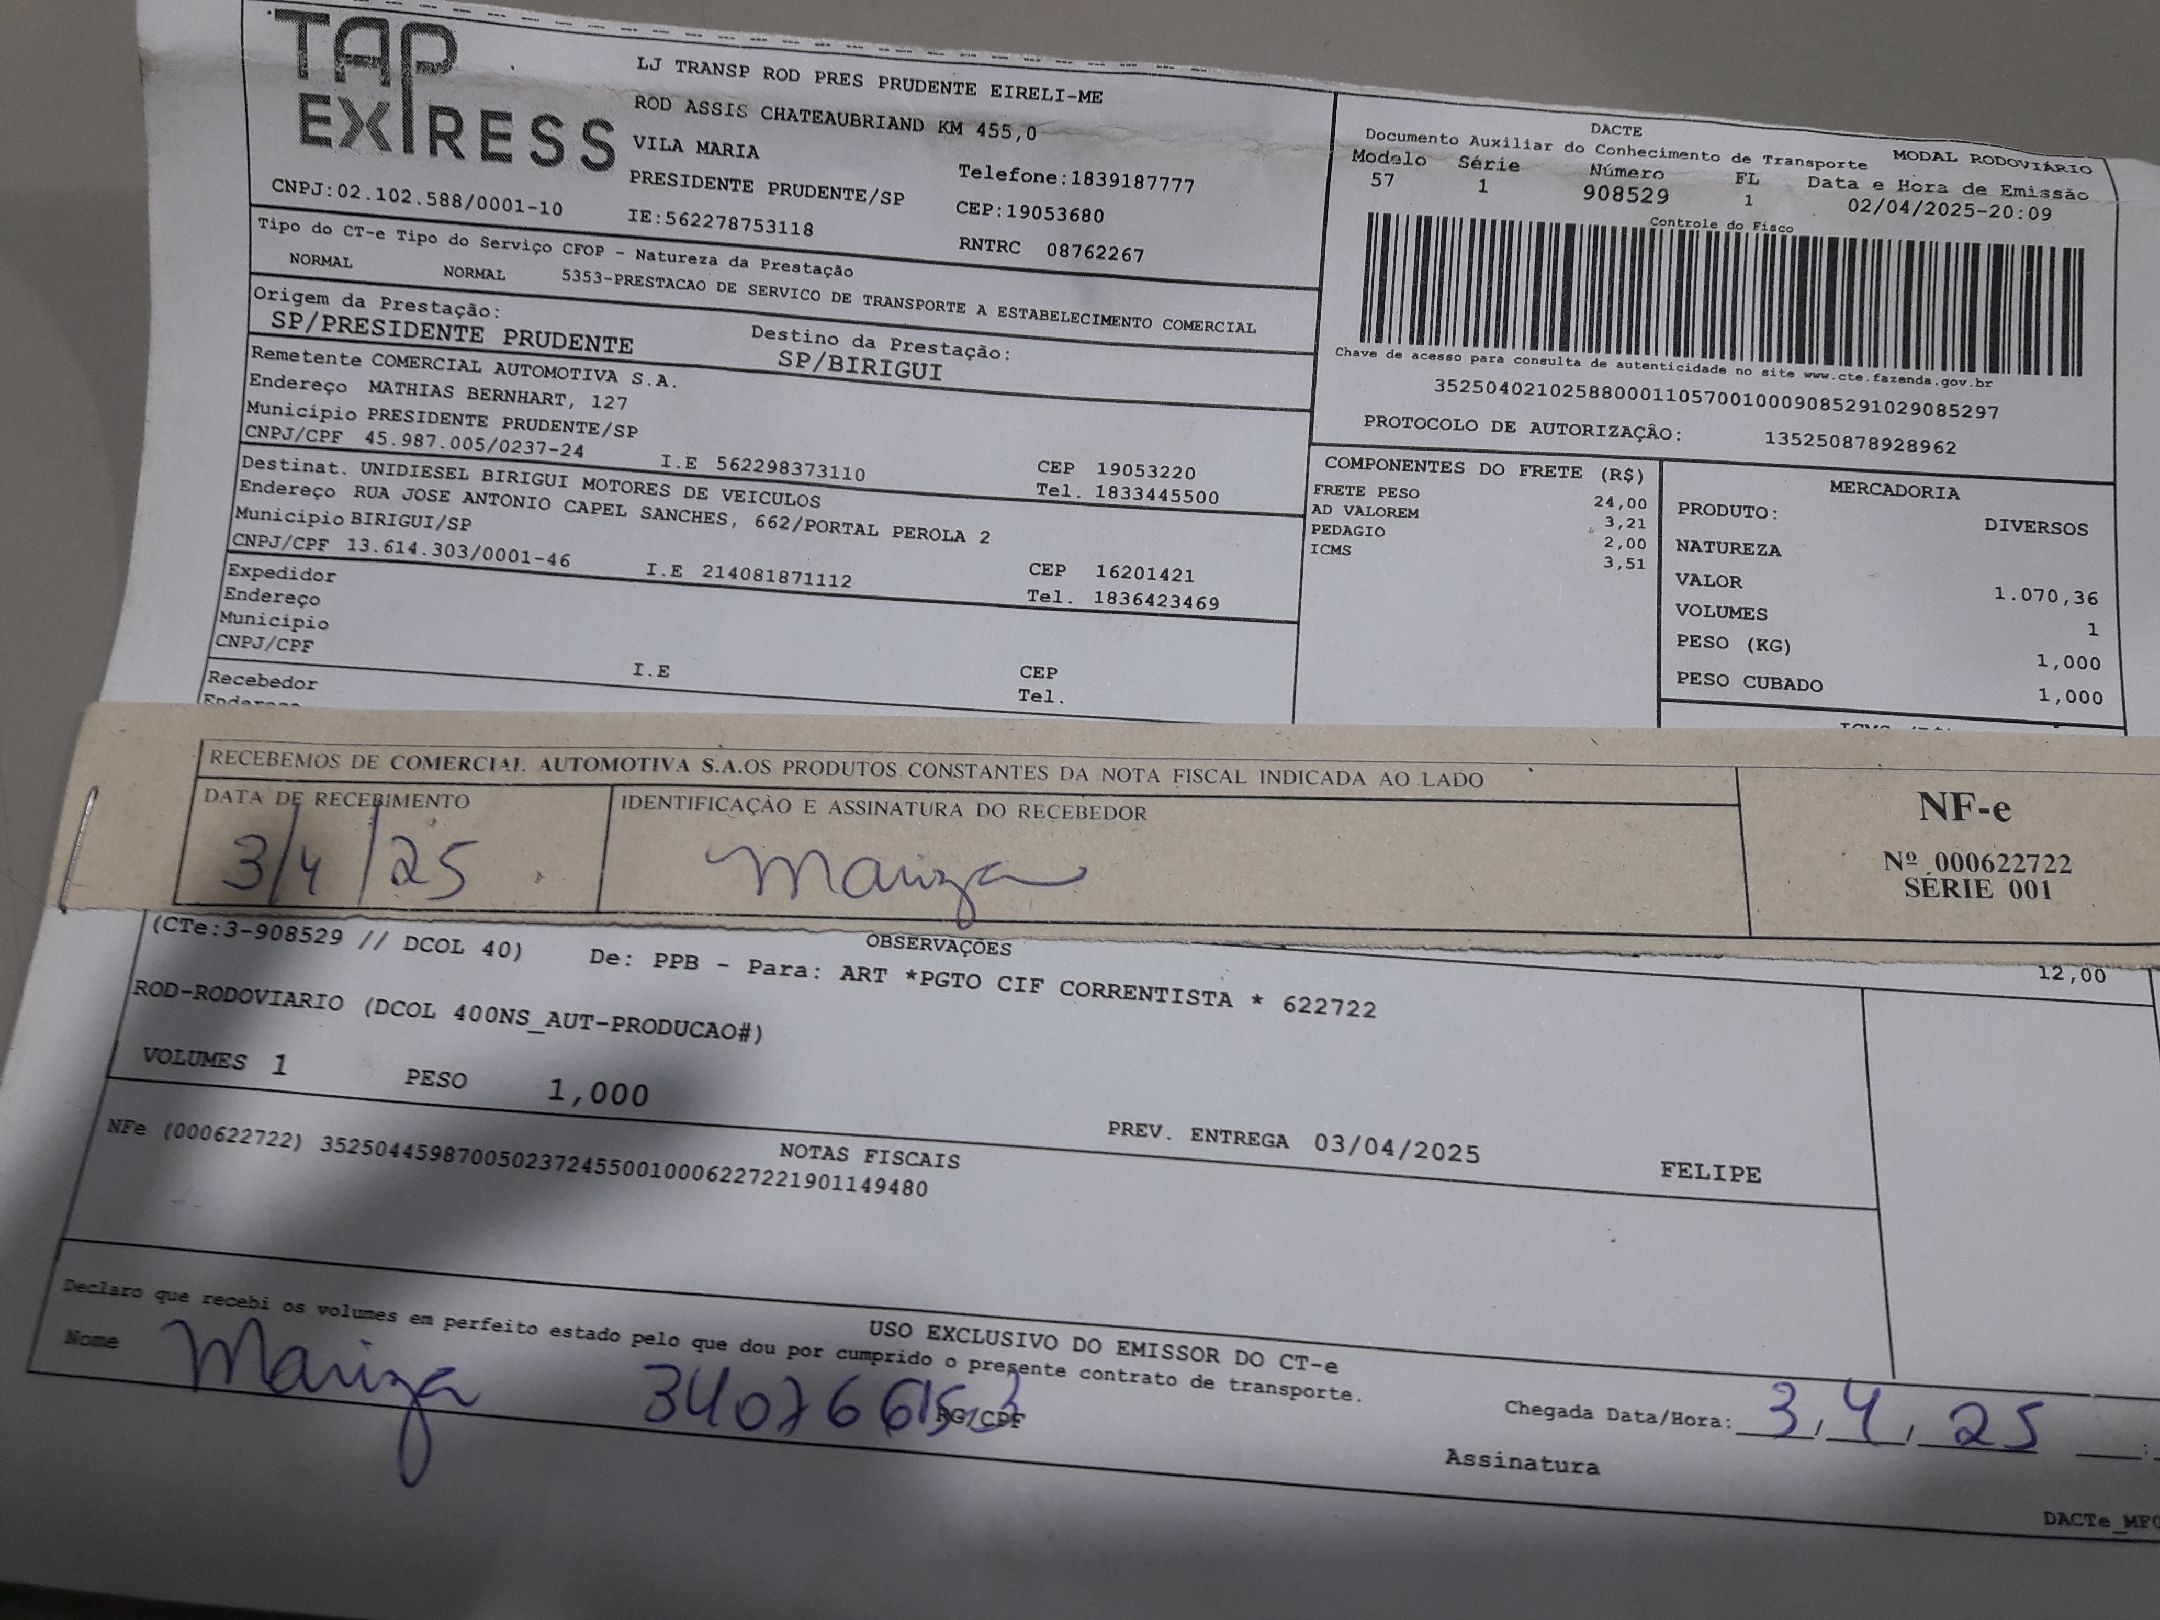 TAP
EXPRESS
CNPJ:02.102.588/0001-10
LJ TRANSP ROD PRES PRUDENTE EIRELI-ME
ROD ASSIS CHATEAUBRIAND KM 455,0
VILA MARIA
Telefone:1839187777
PRESIDENTE PRUDENTE/SP
CEP:19053680
IE:562278753118
RNTRC 08762267
DACTE
Documento Auxiliar do Conhecimento de Transporte MODAL RODOVIÁRIO
Modelo Série Número FL Data e Hora de Emissão
57 1 908529 1 02/04/2025-20:09
Controle do Fisco
Chave de acesso para consulta de autenticidade no site www.cte.fazenda.gov.br
35250402102588000110570010009085291029085297
PROTOCOLO DE AUTORIZAÇÂO: 135250878928962
Tipo do CT-e Tipo do Serviço CFOP - Natureza da Prestação
NORMAL NORMAL 5353-PRESTACAO DE SERVICO DE TRANSPORTE A ESTABELECIMENTO COMERCIAL
Origem da Prestação: Destino da Prestação:
SP/PRESIDENTE PRUDENTE SP/BIRIGUI
Remetente COMERCIAL AUTOMOTIVA S.A.
Endereço MATHIAS BERNHART, 127
Município PRESIDENTE PRUDENTE/SP CEP 19053220
CNPJ/CPF 45.987.005/0237-24 I.E 562298373110 Tel. 1833445500
Destinat. UNIDIESEL BIRIGUI MOTORES DE VEICULOS
Endereço RUA JOSE ANTONIO CAPEL SANCHES, 662/PORTAL PEROLA 2
Município BIRIGUI/SP CEP 16201421
CNPJ/CPF 13.614.303/0001-46 I.E 214081871112 Tel. 1836423469
Expedidor
Endereço
Município CEP
CNPJ/CPF I.E Tel.
Recebedor
COMPONENTES DO FRETE (R$)
FRETE PESO 24,00
AD VALOREM 3,21
PEDAGIO 2,00
ICMS 3,51
MERCADORIA
PRODUTO: DIVERSOS
NATUREZA
VALOR 1.070,36
VOLUMES 1
PESO (KG) 1,000
PESO CUBADO 1,000
RECEBEMOS DE COMERCIAL AUTOMOTIVA S.A.OS PRODUTOS CONSTANTES DA NOTA FISCAL INDICADA AO LADO
DATA DE RECEBIMENTO IDENTIFICAÇÃO E ASSINATURA DO RECEBEDOR
3/4/25 Mariza
NF-e
Nº 000622722
SÉRIE 001
12,00
OBSERVAÇÕES
(CTe:3-908529 // DCOL 40) De: PPB - Para: ART *PGTO CIF CORRENTISTA * 622722
ROD-RODOVIARIO (DCOL 400NS_AUT-PRODUCAO#)
VOLUMES 1 PESO 1,000
PREV. ENTREGA 03/04/2025 FELIPE
NOTAS FISCAIS
NFe (000622722) 35250445987005023724550010006227221901149480
USO EXCLUSIVO DO EMISSOR DO CT-e
Declaro que recebi os volumes em perfeito estado pelo que dou por cumprido o presente contrato de transporte.
Nome Mariza RG/CPF
Chegada Data/Hora: 3/4/25
Assinatura